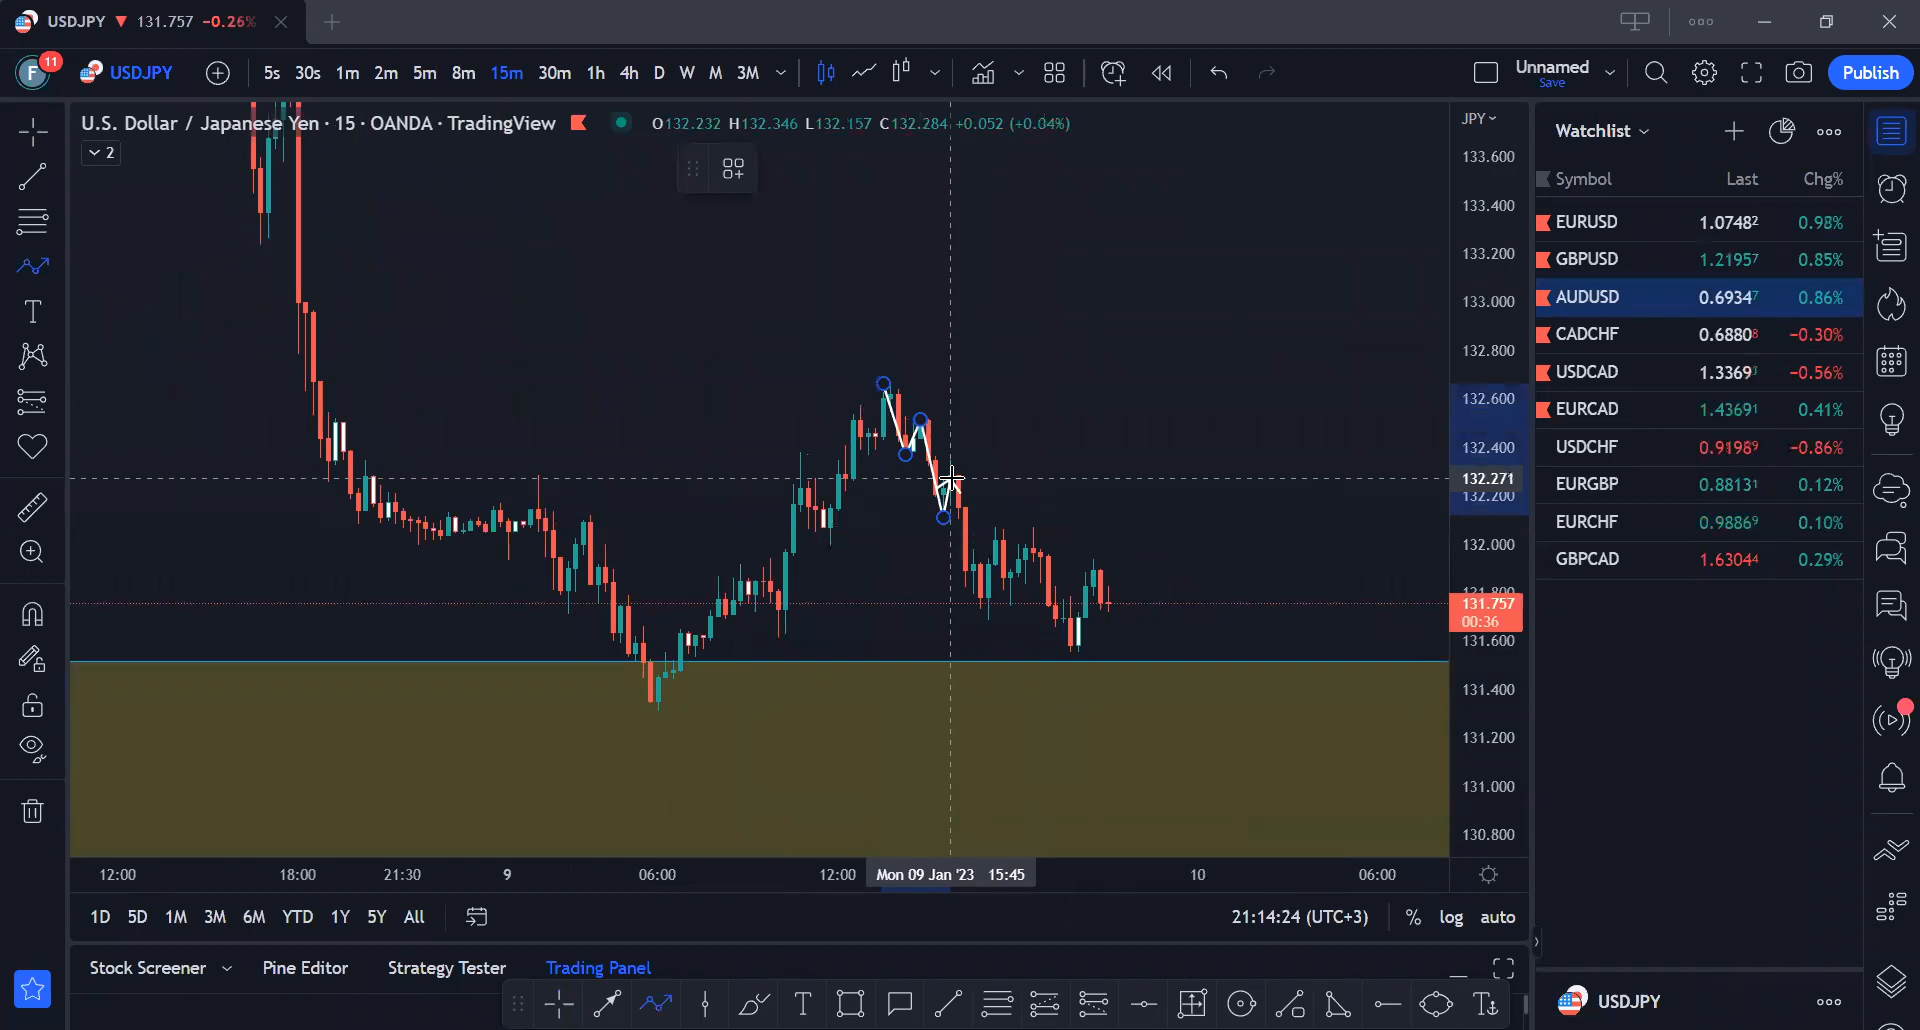 USDJPY ▼ 131.757 −0.26%
F 11 USDJPY 5s 30s 1m 2m 5m 8m 15m 30m 1h 4h D W M 3M Unnamed Save Publish
U.S. Dollar / Japanese Yen · 15 · OANDA · TradingView O132.232 H132.346 L132.157 C132.284 +0.052 (+0.04%)
2
JPY
133.600
133.400
133.200
133.000
132.800
132.600
132.400
132.271
132.200
132.000
131.800
131.757
00:36
131.600
131.400
131.200
131.000
130.800
Watchlist
Symbol Last Chg%
EURUSD 1.07482 0.98%
GBPUSD 1.21957 0.85%
AUDUSD 0.69347 0.86%
CADCHF 0.68808 −0.30%
USDCAD 1.3369 −0.56%
EURCAD 1.43691 0.41%
USDCHF 0.91989 −0.86%
EURGBP 0.88131 0.12%
EURCHF 0.98869 0.10%
GBPCAD 1.63044 0.29%
12:00 18:00 21:30 9 06:00 12:00 Mon 09 Jan '23 15:45 10 06:00
1D 5D 1M 3M 6M YTD 1Y 5Y All 21:14:24 (UTC+3) % log auto
Stock Screener Pine Editor Strategy Tester Trading Panel
T T
USDJPY